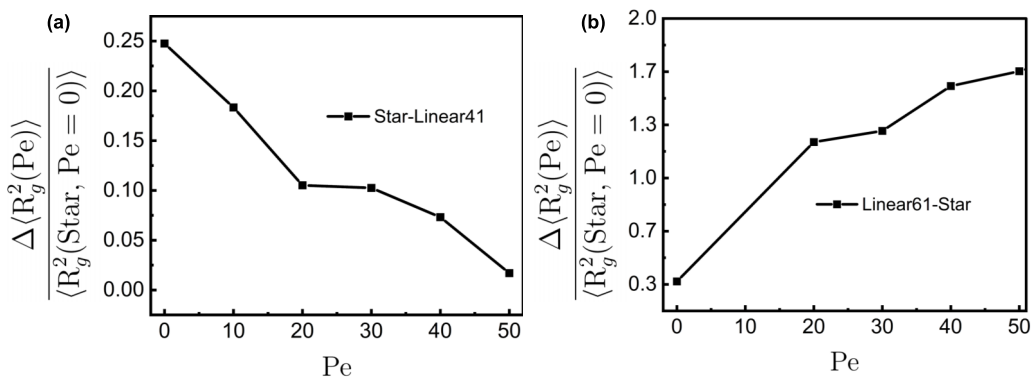 (a)
Δ⟨R_g^2(Pe)⟩
⟨R_g^2(Star, Pe = 0)⟩
0.25
0.20
0.15
0.10
0.05
0.00
Star-Linear41
0 10 20 30 40 50
Pe
(b)
Δ⟨R_g^2(Pe)⟩
⟨R_g^2(Star, Pe = 0)⟩
2.0
1.7
1.3
1.0
0.7
0.3
Linear61-Star
0 10 20 30 40 50
Pe